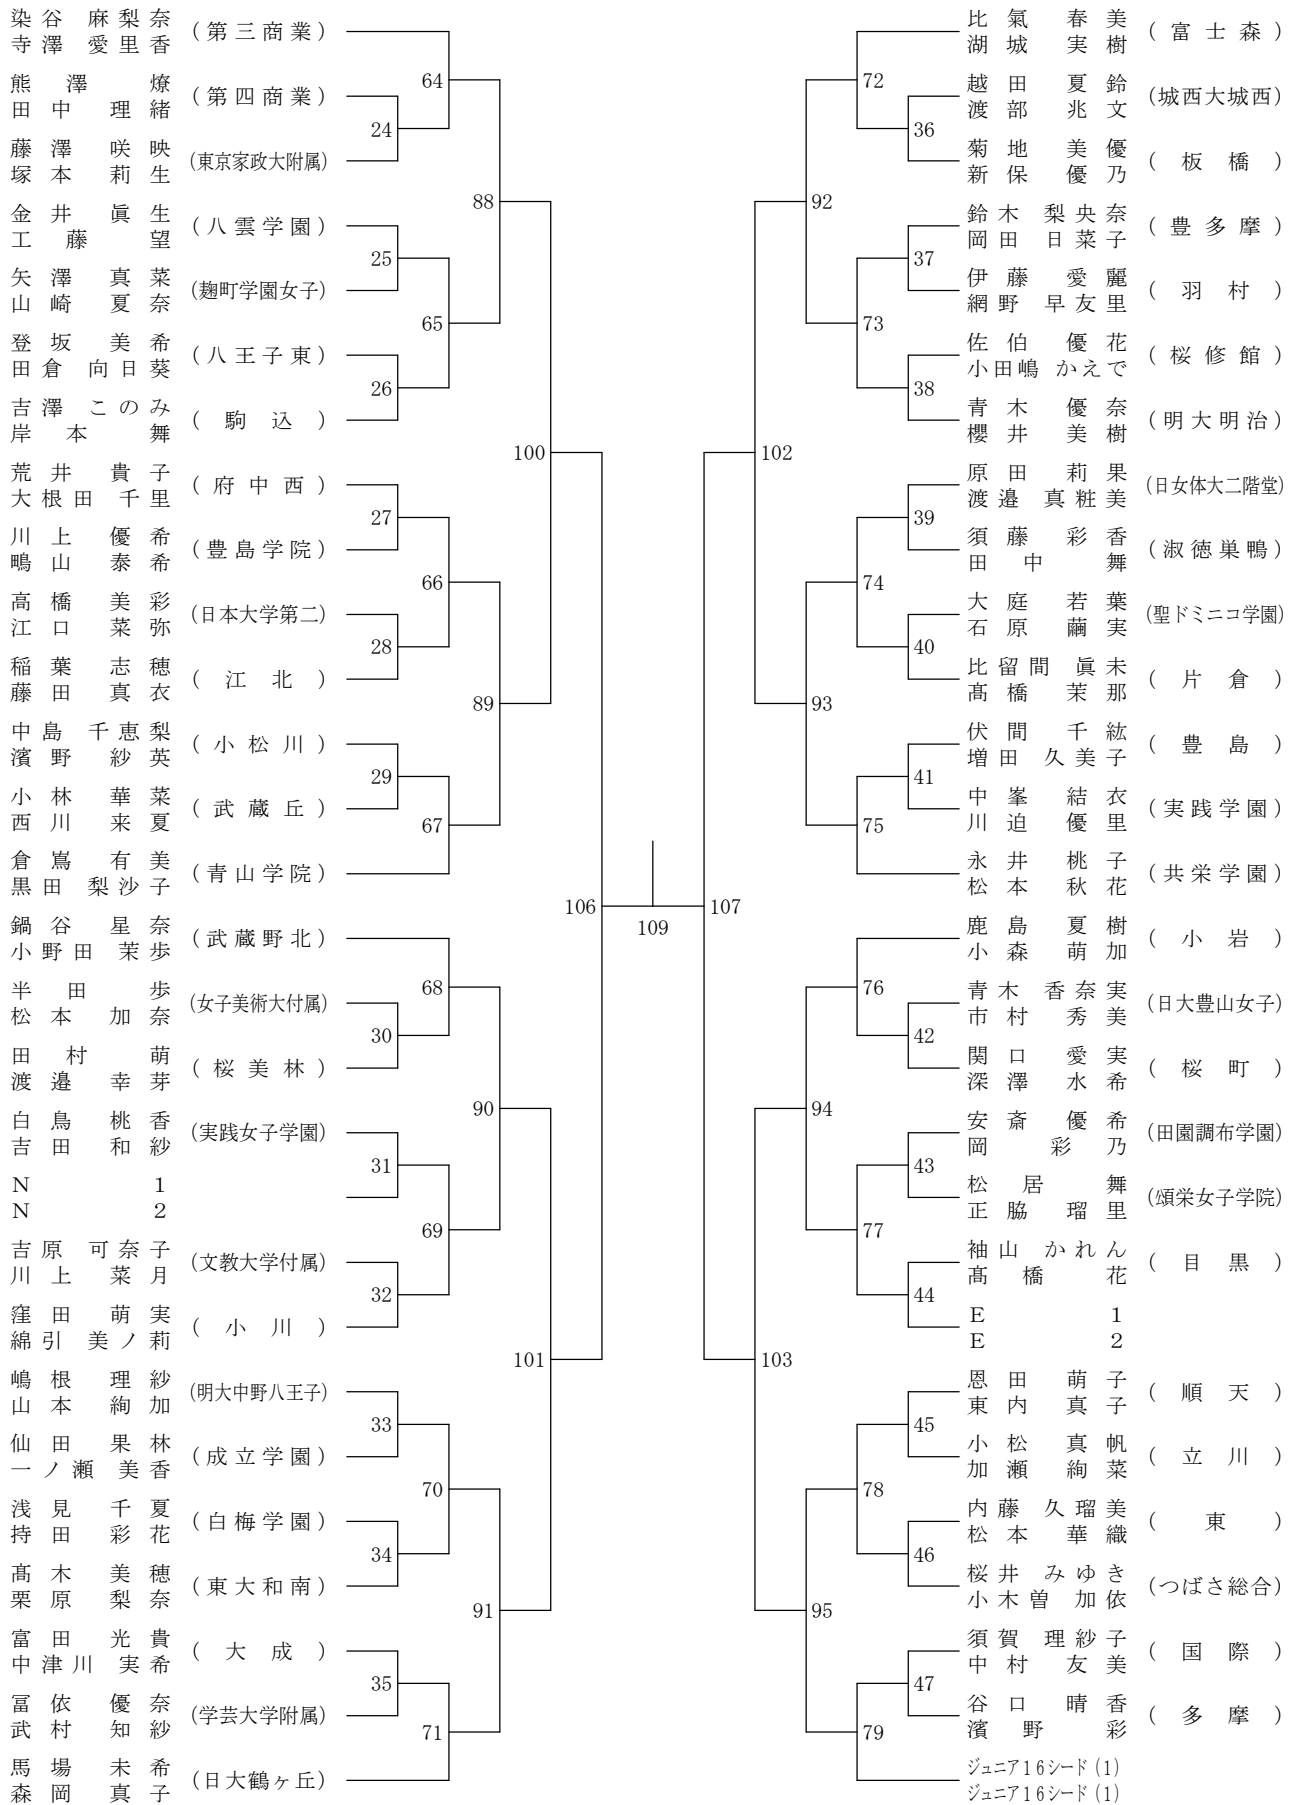 染谷 麻梨奈
寺澤 愛里香
(第三商業)
熊澤 燎
田中 理緒
(第四商業)
藤澤 咲映
塚本 莉生
(東京家政大附属)
金井 眞生
工藤 望
(八雲学園)
矢澤 真菜
山崎 夏奈
(麹町学園女子)
登坂 美希
田倉 向日葵
(八王子東)
吉澤 このみ
岸本 舞
(駒込)
荒井 貴子
大根田 千里
(府中西)
川上 優希
鴫山 泰希
(豊島学院)
高橋 美彩
江口 菜弥
(日本大学第二)
稲葉 志穂
藤田 真衣
(江北)
中島 千恵梨
濱野 紗英
(小松川)
小林 華菜
西川 来夏
(武蔵丘)
倉嶌 有美
黒田 梨沙子
(青山学院)
鍋谷 星奈
小野田 茉歩
(武蔵野北)
半田 歩
松本 加奈
(女子美術大付属)
田村 萌
渡邉 幸芽
(桜美林)
白鳥 桃香
吉田 和紗
(実践女子学園)
N 1
N 2
吉原 可奈子
川上 菜月
(文教大学付属)
窪田 萌実
綿引 美ノ莉
(小川)
嶋根 理紗
山本 絢加
(明大中野八王子)
仙田 果林
一ノ瀬 美香
(成立学園)
浅見 千夏
持田 彩花
(白梅学園)
髙木 美穂
栗原 梨奈
(東大和南)
富田 光貴
中津川 実希
(大成)
冨依 優奈
武村 知紗
(学芸大学附属)
馬場 未希
森岡 真子
(日大鶴ヶ丘)
24
25
26
27
28
29
30
31
32
33
34
35
64
65
66
67
68
69
70
71
88
89
90
91
100
101
106
109
107
102
103
92
93
94
95
72
73
74
75
76
77
78
79
36
37
38
39
40
41
42
43
44
45
46
47
比氣 春美
湖城 実樹
(富士森)
越田 夏鈴
渡部 兆文
(城西大城西)
菊地 美優
新保 優乃
(板橋)
鈴木 梨央奈
岡田 日菜子
(豊多摩)
伊藤 愛麗
網野 早友里
(羽村)
佐伯 優花
小田嶋 かえで
(桜修館)
青木 優奈
櫻井 美樹
(明大明治)
原田 莉果
渡邉 真粧美
(日女体大二階堂)
須藤 彩香
田中 舞
(淑徳巣鴨)
大庭 若葉
石原 繭実
(聖ドミニコ学園)
比留間 眞未
髙橋 茉那
(片倉)
伏間 千紘
増田 久美子
(豊島)
中峯 結衣
川迫 優里
(実践学園)
永井 桃子
松本 秋花
(共栄学園)
鹿島 夏樹
小森 萌加
(小岩)
青木 香奈実
市村 秀美
(日大豊山女子)
関口 愛実
深澤 水希
(桜町)
安斎 優希
岡 彩乃
(田園調布学園)
松居 舞
正脇 瑠里
(頌栄女子学院)
袖山 かれん
髙橋 花
(目黒)
E 1
E 2
恩田 萌子
東内 真子
(順天)
小松 真帆
加瀬 絢菜
(立川)
内藤 久瑠美
松本 華織
(東)
桜井 みゆき
小木曽 加依
(つばさ総合)
須賀 理紗子
中村 友美
(国際)
谷口 晴香
濱野 彩
(多摩)
ジュニア16シード(1)
ジュニア16シード(1)